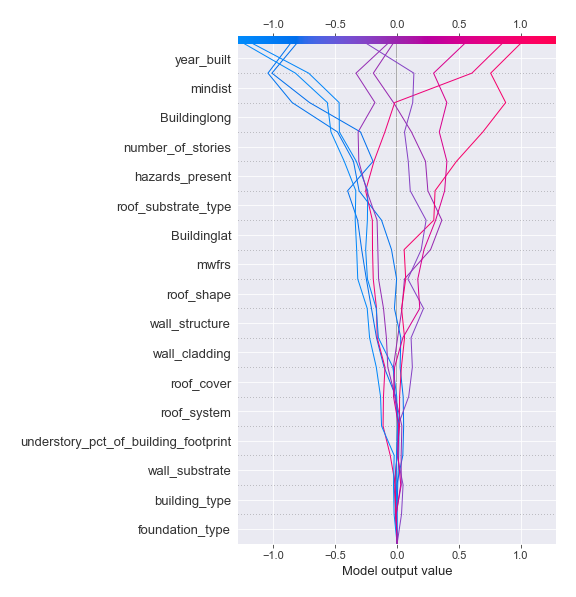 −1.0 −0.5 0.0 0.5 1.0
year_built
mindist
Buildinglong
number_of_stories
hazards_present
roof_substrate_type
Buildinglat
mwfrs
roof_shape
wall_structure
wall_cladding
roof_cover
roof_system
understory_pct_of_building_footprint
wall_substrate
building_type
foundation_type
−1.0 −0.5 0.0 0.5 1.0
Model output value